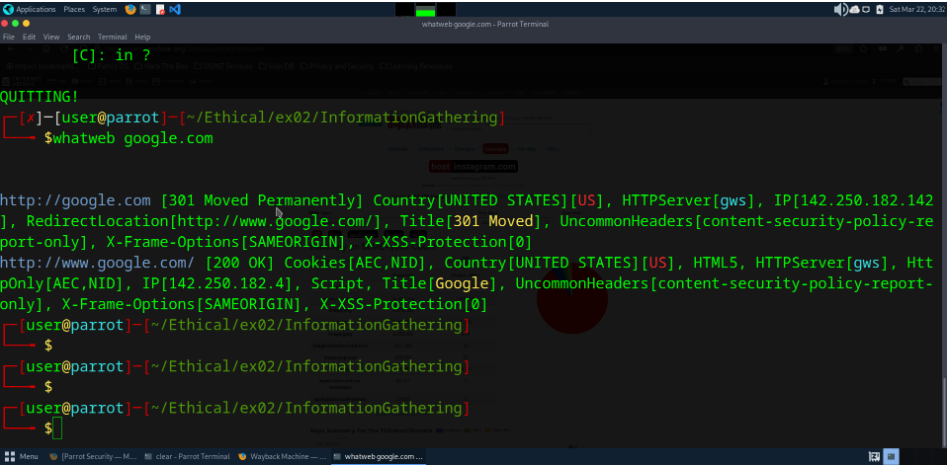 Applications Places System Sat Mar 22, 20:32
whatweb google.com - Parrot Terminal
File Edit View Search Terminal Help
[C]: in ?
QUITTING!
┌─[✗]─[user@parrot]─[~/Ethical/ex02/InformationGathering]
└──╼ $whatweb google.com
http://google.com [301 Moved Permanently] Country[UNITED STATES][US], HTTPServer[gws], IP[142.250.182.142
], RedirectLocation[http://www.google.com/], Title[301 Moved], UncommonHeaders[content-security-policy-re
port-only], X-Frame-Options[SAMEORIGIN], X-XSS-Protection[0]
http://www.google.com/ [200 OK] Cookies[AEC,NID], Country[UNITED STATES][US], HTML5, HTTPServer[gws], Htt
pOnly[AEC,NID], IP[142.250.182.4], Script, Title[Google], UncommonHeaders[content-security-policy-report-
only], X-Frame-Options[SAMEORIGIN], X-XSS-Protection[0]
┌─[user@parrot]─[~/Ethical/ex02/InformationGathering]
└──╼ $
┌─[user@parrot]─[~/Ethical/ex02/InformationGathering]
└──╼ $
┌─[user@parrot]─[~/Ethical/ex02/InformationGathering]
└──╼ $
Menu [Parrot Security — M... clear - Parrot Terminal Wayback Machine — ... whatweb google.com ...